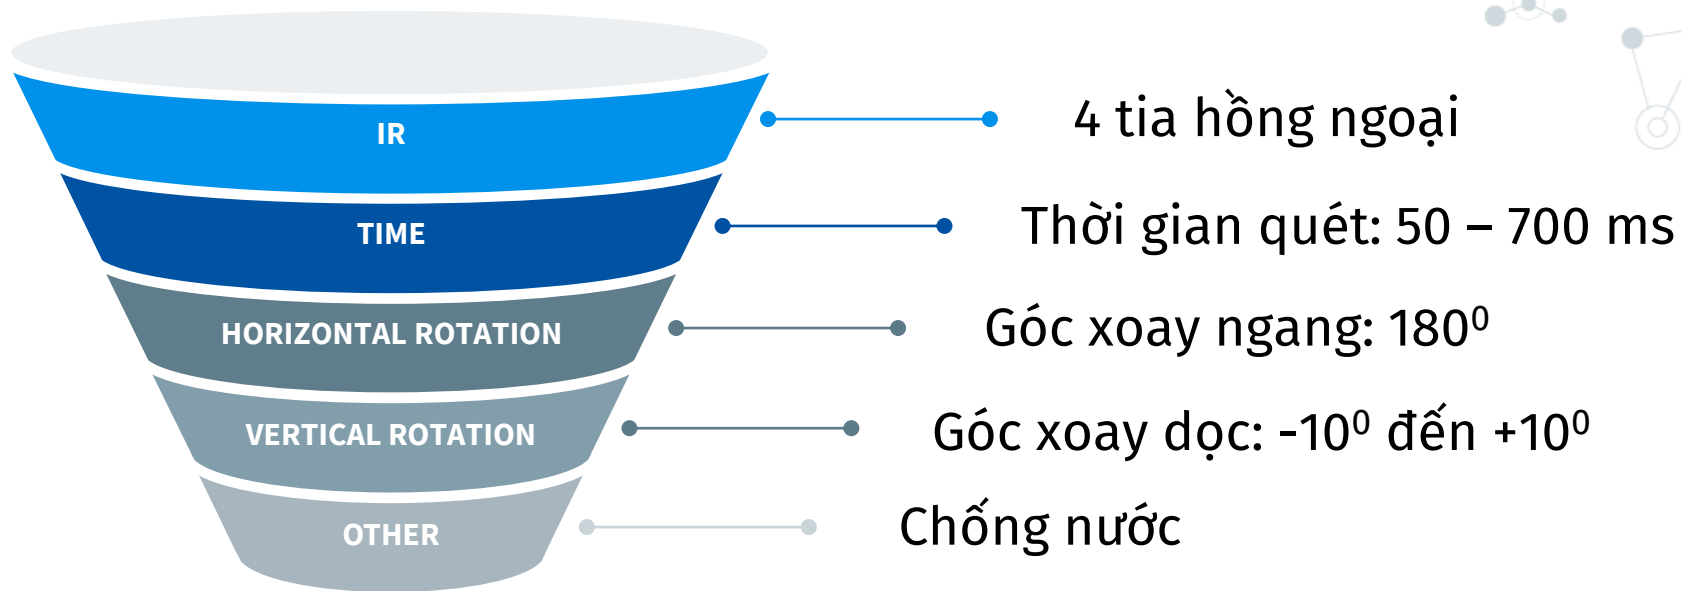 IR
4 tia hồng ngoại
TIME
Thời gian quét: 50 – 700 ms
HORIZONTAL ROTATION
Góc xoay ngang: 180⁰
VERTICAL ROTATION
Góc xoay dọc: -10⁰ đến +10⁰
OTHER
Chống nước